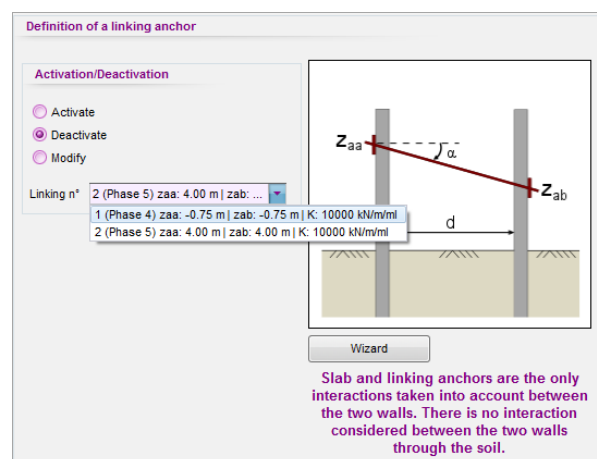 Definition of a linking anchor
Activation/Deactivation
Activate
Deactivate
Modify
Linking n° 2 (Phase 5) zaa: 4.00 m | zab: ...
1 (Phase 4) zaa: -0.75 m | zab: -0.75 m | K: 10000 kN/m/ml
2 (Phase 5) zaa: 4.00 m | zab: 4.00 m | K: 10000 kN/m/ml
Zaa
α
Zab
d
Wizard
Slab and linking anchors are the only
interactions taken into account between
the two walls. There is no interaction
considered between the two walls
through the soil.